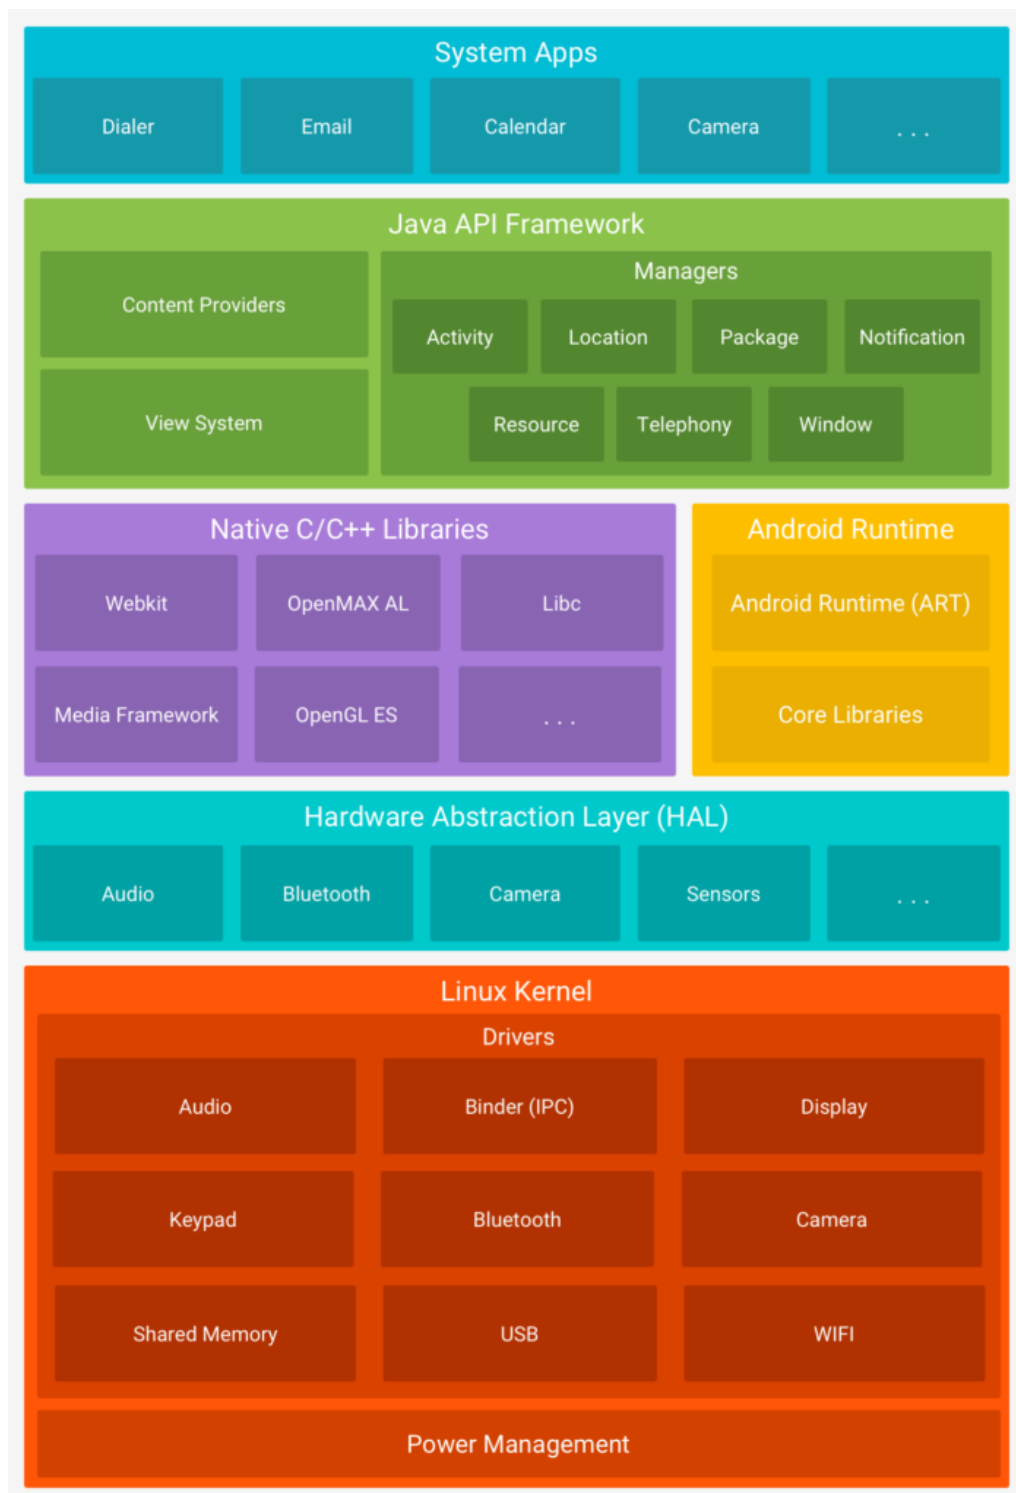 System Apps
Dialer
Email
Calendar
Camera
. . .
Java API Framework
Content Providers
View System
Managers
Activity
Location
Package
Notification
Resource
Telephony
Window
Native C/C++ Libraries
Webkit
OpenMAX AL
Libc
Media Framework
OpenGL ES
. . .
Android Runtime
Android Runtime (ART)
Core Libraries
Hardware Abstraction Layer (HAL)
Audio
Bluetooth
Camera
Sensors
. . .
Linux Kernel
Drivers
Audio
Binder (IPC)
Display
Keypad
Bluetooth
Camera
Shared Memory
USB
WIFI
Power Management